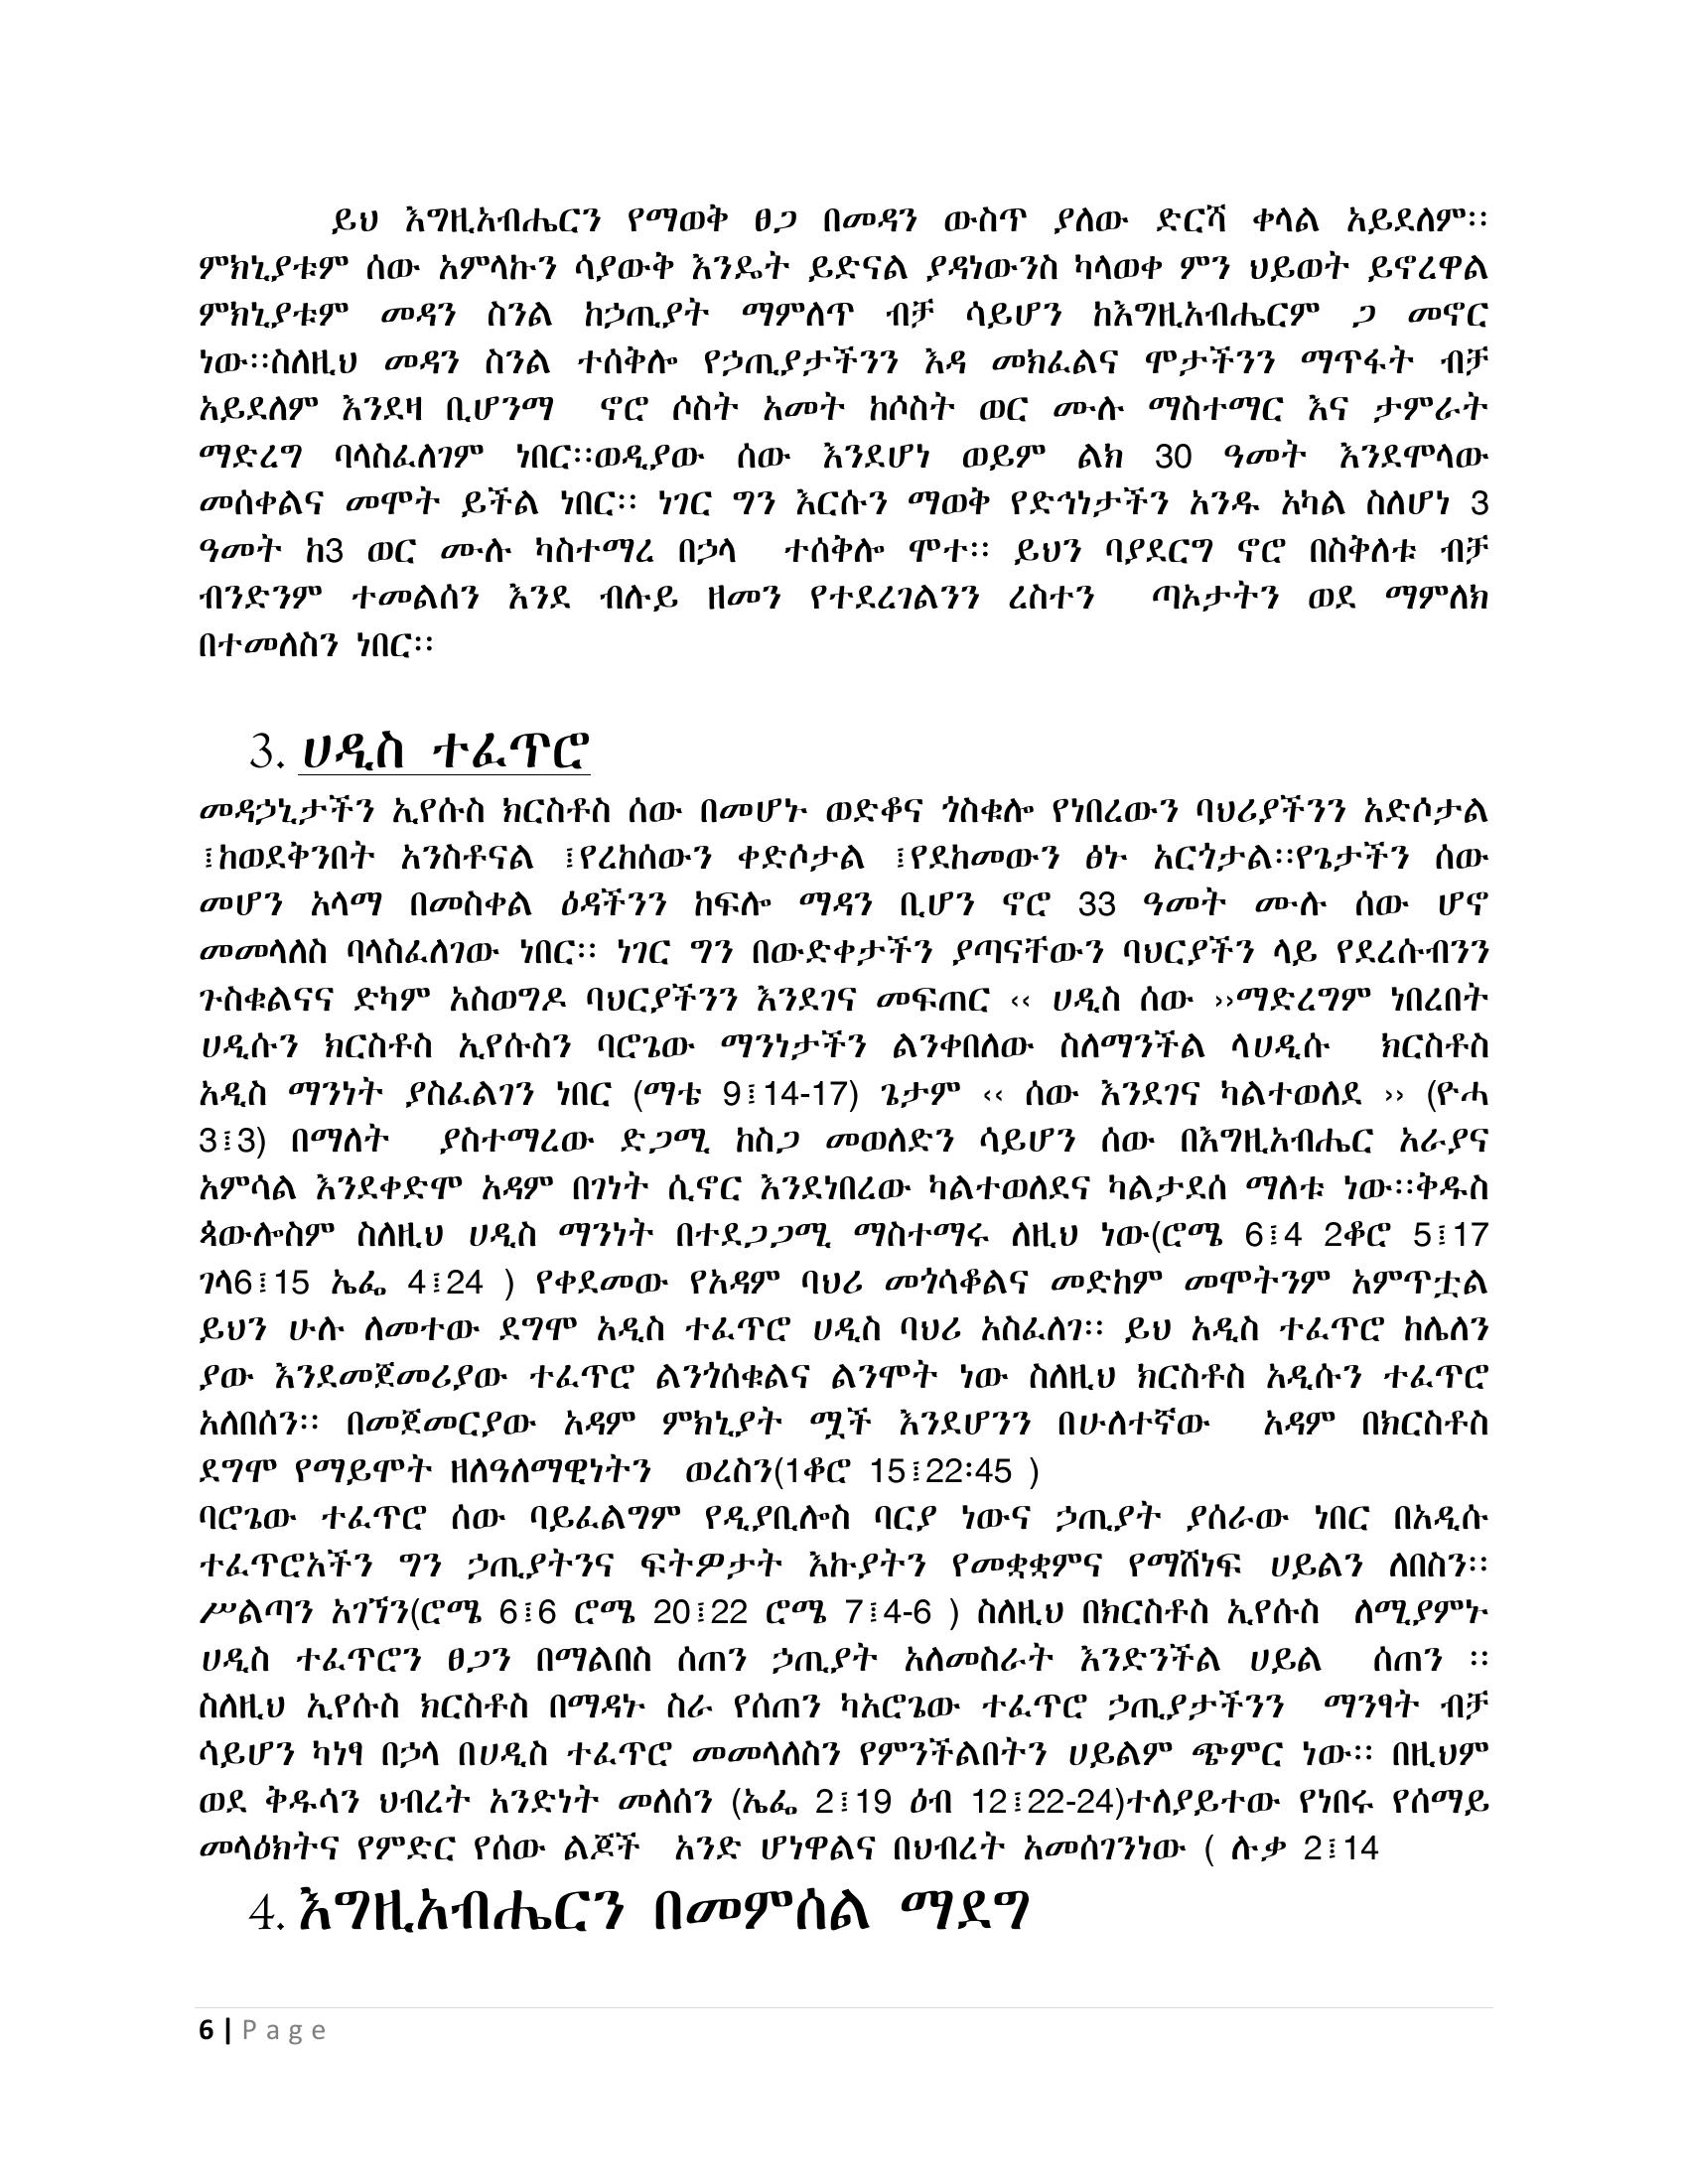 ይህ እግዚአብሔርን የማወቅ ፀጋ በመዳን ውስጥ ያለው ድርሻ ቀላል አይደለም፡፡
ምክኒያቱም ሰው አምላኩን ሳያውቅ እንዴት ይድናል ያዳነውንስ ካላወቀ ምን ህይወት ይኖረዋል
ምክኒያቱም መዳን ስንል ከኃጢያት ማምለጥ ብቻ ሳይሆን ከእግዚአብሔርም ጋ መኖር
ነው፡፡ስለዚህ መዳን ስንል ተሰቅሎ የኃጢያታችንን እዳ መክፈልና ሞታችንን ማጥፋት ብቻ
አይደለም እንደዛ ቢሆንማ ኖሮ ሶስት አመት ከሶስት ወር ሙሉ ማስተማር እና ታምራት
ማድረግ ባላስፈለገም ነበር፡፡ወዲያው ሰው እንደሆነ ወይም ልክ 30 ዓመት እንደሞላው
መሰቀልና መሞት ይችል ነበር፡፡ ነገር ግን እርሱን ማወቅ የድኅነታችን አንዱ አካል ስለሆነ 3
ዓመት ከ3 ወር ሙሉ ካስተማረ በኃላ ተሰቅሎ ሞተ፡፡ ይህን ባያደርግ ኖሮ በስቅለቱ ብቻ
ብንድንም ተመልሰን እንደ ብሉይ ዘመን የተደረገልንን ረስተን ጣኦታትን ወደ ማምለክ
በተመለስን ነበር፡፡
3. ሀዲስ ተፈጥሮ
መዳኃኒታችን ኢየሱስ ክርስቶስ ሰው በመሆኑ ወድቆና ጎስቁሎ የነበረውን ባህሪያችንን አድሶታል
፤ከወደቅንበት አንስቶናል ፤የረከሰውን ቀድሶታል ፤የደከመውን ፅኑ አርጎታል፡፡የጌታችን ሰው
መሆን አላማ በመስቀል ዕዳችንን ከፍሎ ማዳን ቢሆን ኖሮ 33 ዓመት ሙሉ ሰው ሆኖ
መመላለስ ባላስፈለገው ነበር፡፡ ነገር ግን በውድቀታችን ያጣናቸውን ባህርያችን ላይ የደረሱብንን
ጉስቁልናና ድካም አስወግዶ ባህርያችንን እንደገና መፍጠር ‹‹ ሀዲስ ሰው ››ማድረግም ነበረበት
ሀዲሱን ክርስቶስ ኢየሱስን ባሮጌው ማንነታችን ልንቀበለው ስለማንችል ላሀዲሱ ክርስቶስ
አዲስ ማንነት ያስፈልገን ነበር (ማቴ 9፤14-17) ጌታም ‹‹ ሰው እንደገና ካልተወለደ ›› (ዮሓ
3፤3) በማለት ያስተማረው ድጋሚ ከስጋ መወለድን ሳይሆን ሰው በእግዚአብሔር አራያና
አምሳል እንደቀድሞ አዳም በገነት ሲኖር እንደነበረው ካልተወለደና ካልታደሰ ማለቱ ነው፡፡ቅዱስ
ጳውሎስም ስለዚህ ሀዲስ ማንነት በተደጋጋሚ ማስተማሩ ለዚህ ነው(ሮሜ 6፤4 2ቆሮ 5፤17
ገላ6፤15 ኤፌ 4፤24 ) የቀደመው የአዳም ባህሪ መጎሳቆልና መድከም መሞትንም አምጥቷል
ይህን ሁሉ ለመተው ደግሞ አዲስ ተፈጥሮ ሀዲስ ባህሪ አስፈለገ፡፡ ይህ አዲስ ተፈጥሮ ከሌለን
ያው እንደመጀመሪያው ተፈጥሮ ልንጎሰቁልና ልንሞት ነው ስለዚህ ክርስቶስ አዲሱን ተፈጥሮ
አለበሰን፡፡ በመጀመርያው አዳም ምክኒያት ሟች እንደሆንን በሁለተኛው አዳም በክርስቶስ
ደግሞ የማይሞት ዘለዓለማዊነትን ወረስን(1ቆሮ 15፤22፡45 )
ባሮጌው ተፈጥሮ ሰው ባይፈልግም የዲያቢሎስ ባርያ ነውና ኃጢያት ያሰራው ነበር በአዲሱ
ተፈጥሮአችን ግን ኃጢያትንና ፍትዎታት እኩያትን የመቋቋምና የማሸነፍ ሀይልን ለበስን፡፡
ሥልጣን አገኘን(ሮሜ 6፤6 ሮሜ 20፤22 ሮሜ 7፤4-6 ) ስለዚህ በክርስቶስ ኢየሱስ ለሚያምኑ
ሀዲስ ተፈጥሮን ፀጋን በማልበስ ሰጠን ኃጢያት አለመስራት እንድንችል ሀይል ሰጠን ፡፡
ስለዚህ ኢየሱስ ክርስቶስ በማዳኑ ስራ የሰጠን ካአሮጌው ተፈጥሮ ኃጢያታችንን ማንፃት ብቻ
ሳይሆን ካነፃ በኃላ በሀዲስ ተፈጥሮ መመላለስን የምንችልበትን ሀይልም ጭምር ነው፡፡ በዚህም
ወደ ቅዱሳን ህብረት አንድነት መለሰን (ኤፌ 2፤19 ዕብ 12፤22-24)ተለያይተው የነበሩ የሰማይ
መላዕክትና የምድር የሰው ልጆች አንድ ሆነዋልና በህብረት አመሰገንነው ( ሉቃ 2፤14
4. እግዚአብሔርን በመምሰል ማደግ
6 | Page